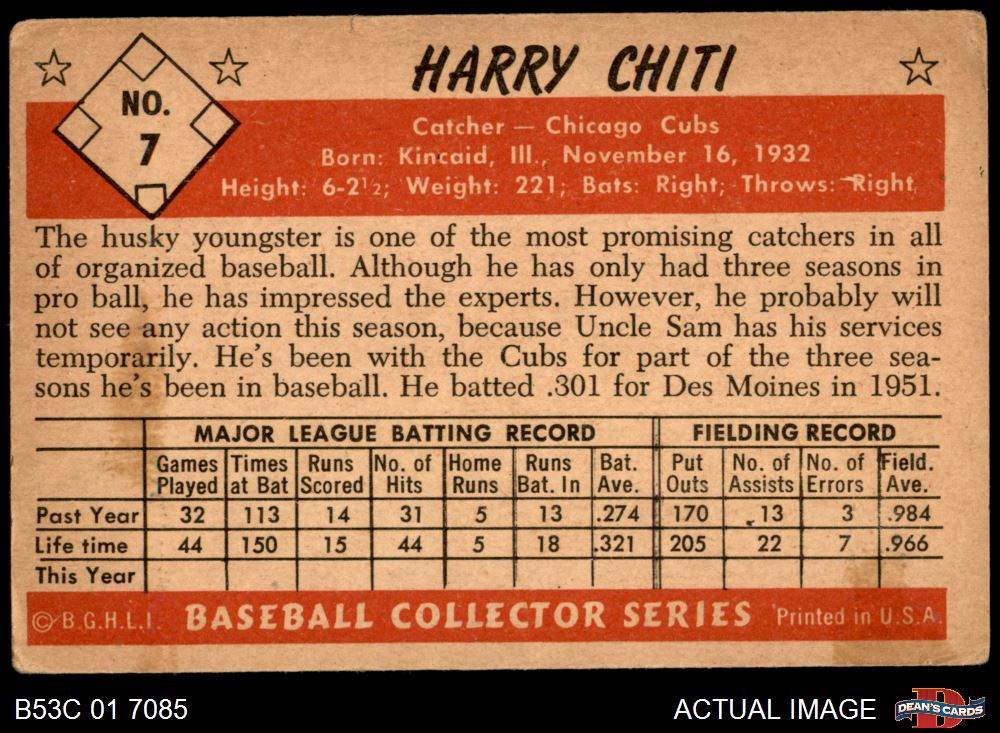 HARRY CHITI
NO.
7
Catcher — Chicago Cubs
Born: Kincaid, Ill., November 16, 1932
Height: 6-2½; Weight: 221; Bats: Right; Throws: Right
The husky youngster is one of the most promising catchers in all
of organized baseball. Although he has only had three seasons in
pro ball, he has impressed the experts. However, he probably will
not see any action this season, because Uncle Sam has his services
temporarily. He's been with the Cubs for part of the three sea-
sons he's been in baseball. He batted .301 for Des Moines in 1951.
MAJOR LEAGUE BATTING RECORD FIELDING RECORD
Games Times Runs No. of Home Runs Bat. Put No. of No. of Field.
Played at Bat Scored Hits Runs Bat. In Ave. Outs Assists Errors Ave.
Past Year 32 113 14 31 5 13 .274 170 13 3 .984
Life time 44 150 15 44 5 18 .321 205 22 7 .966
This Year
© B.G.H.L.I. BASEBALL COLLECTOR SERIES Printed in U.S.A.
B53C 01 7085 ACTUAL IMAGE DEAN'S CARDS